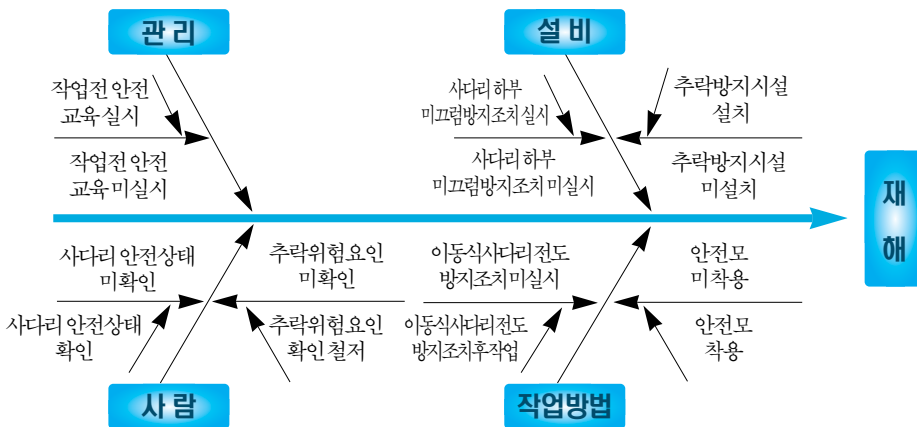 관리
설비
작업전 안전
교육 실시
작업전 안전
교육 미실시
사다리 하부
미끄럼방지조치 실시
사다리 하부
미끄럼방지조치 미실시
추락방지시설
설치
추락방지시설
미설치
재
해
사다리 안전상태
미확인
사다리 안전상태
확인
추락위험요인
미확인
추락위험요인
확인 철저
이동식사다리 전도
방지조치 미실시
이동식사다리 전도
방지조치후작업
안전모
미착용
안전모
착용
사람
작업방법